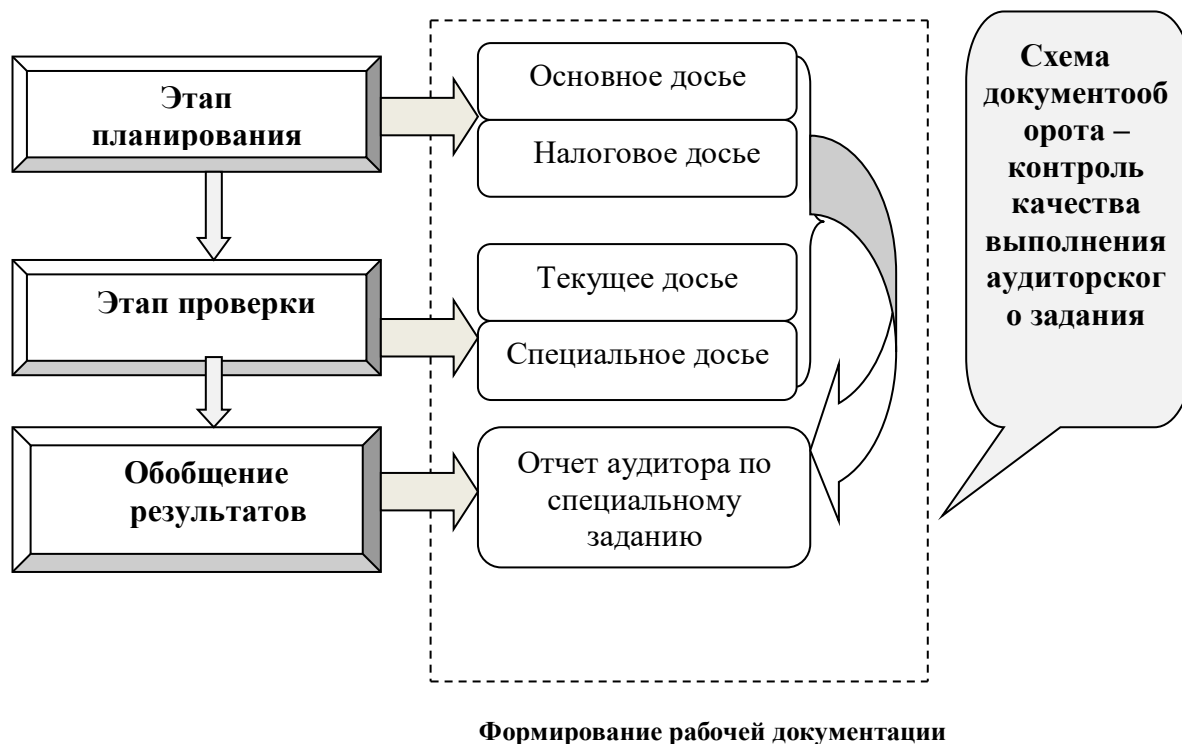 Этап
планирования
Основное досье
Налоговое досье
Этап проверки
Текущее досье
Специальное досье
Обобщение
результатов
Отчет аудитора по
специальному
заданию
Схема
документооб
орота –
контроль
качества
выполнения
аудиторског
о задания
Формирование рабочей документации